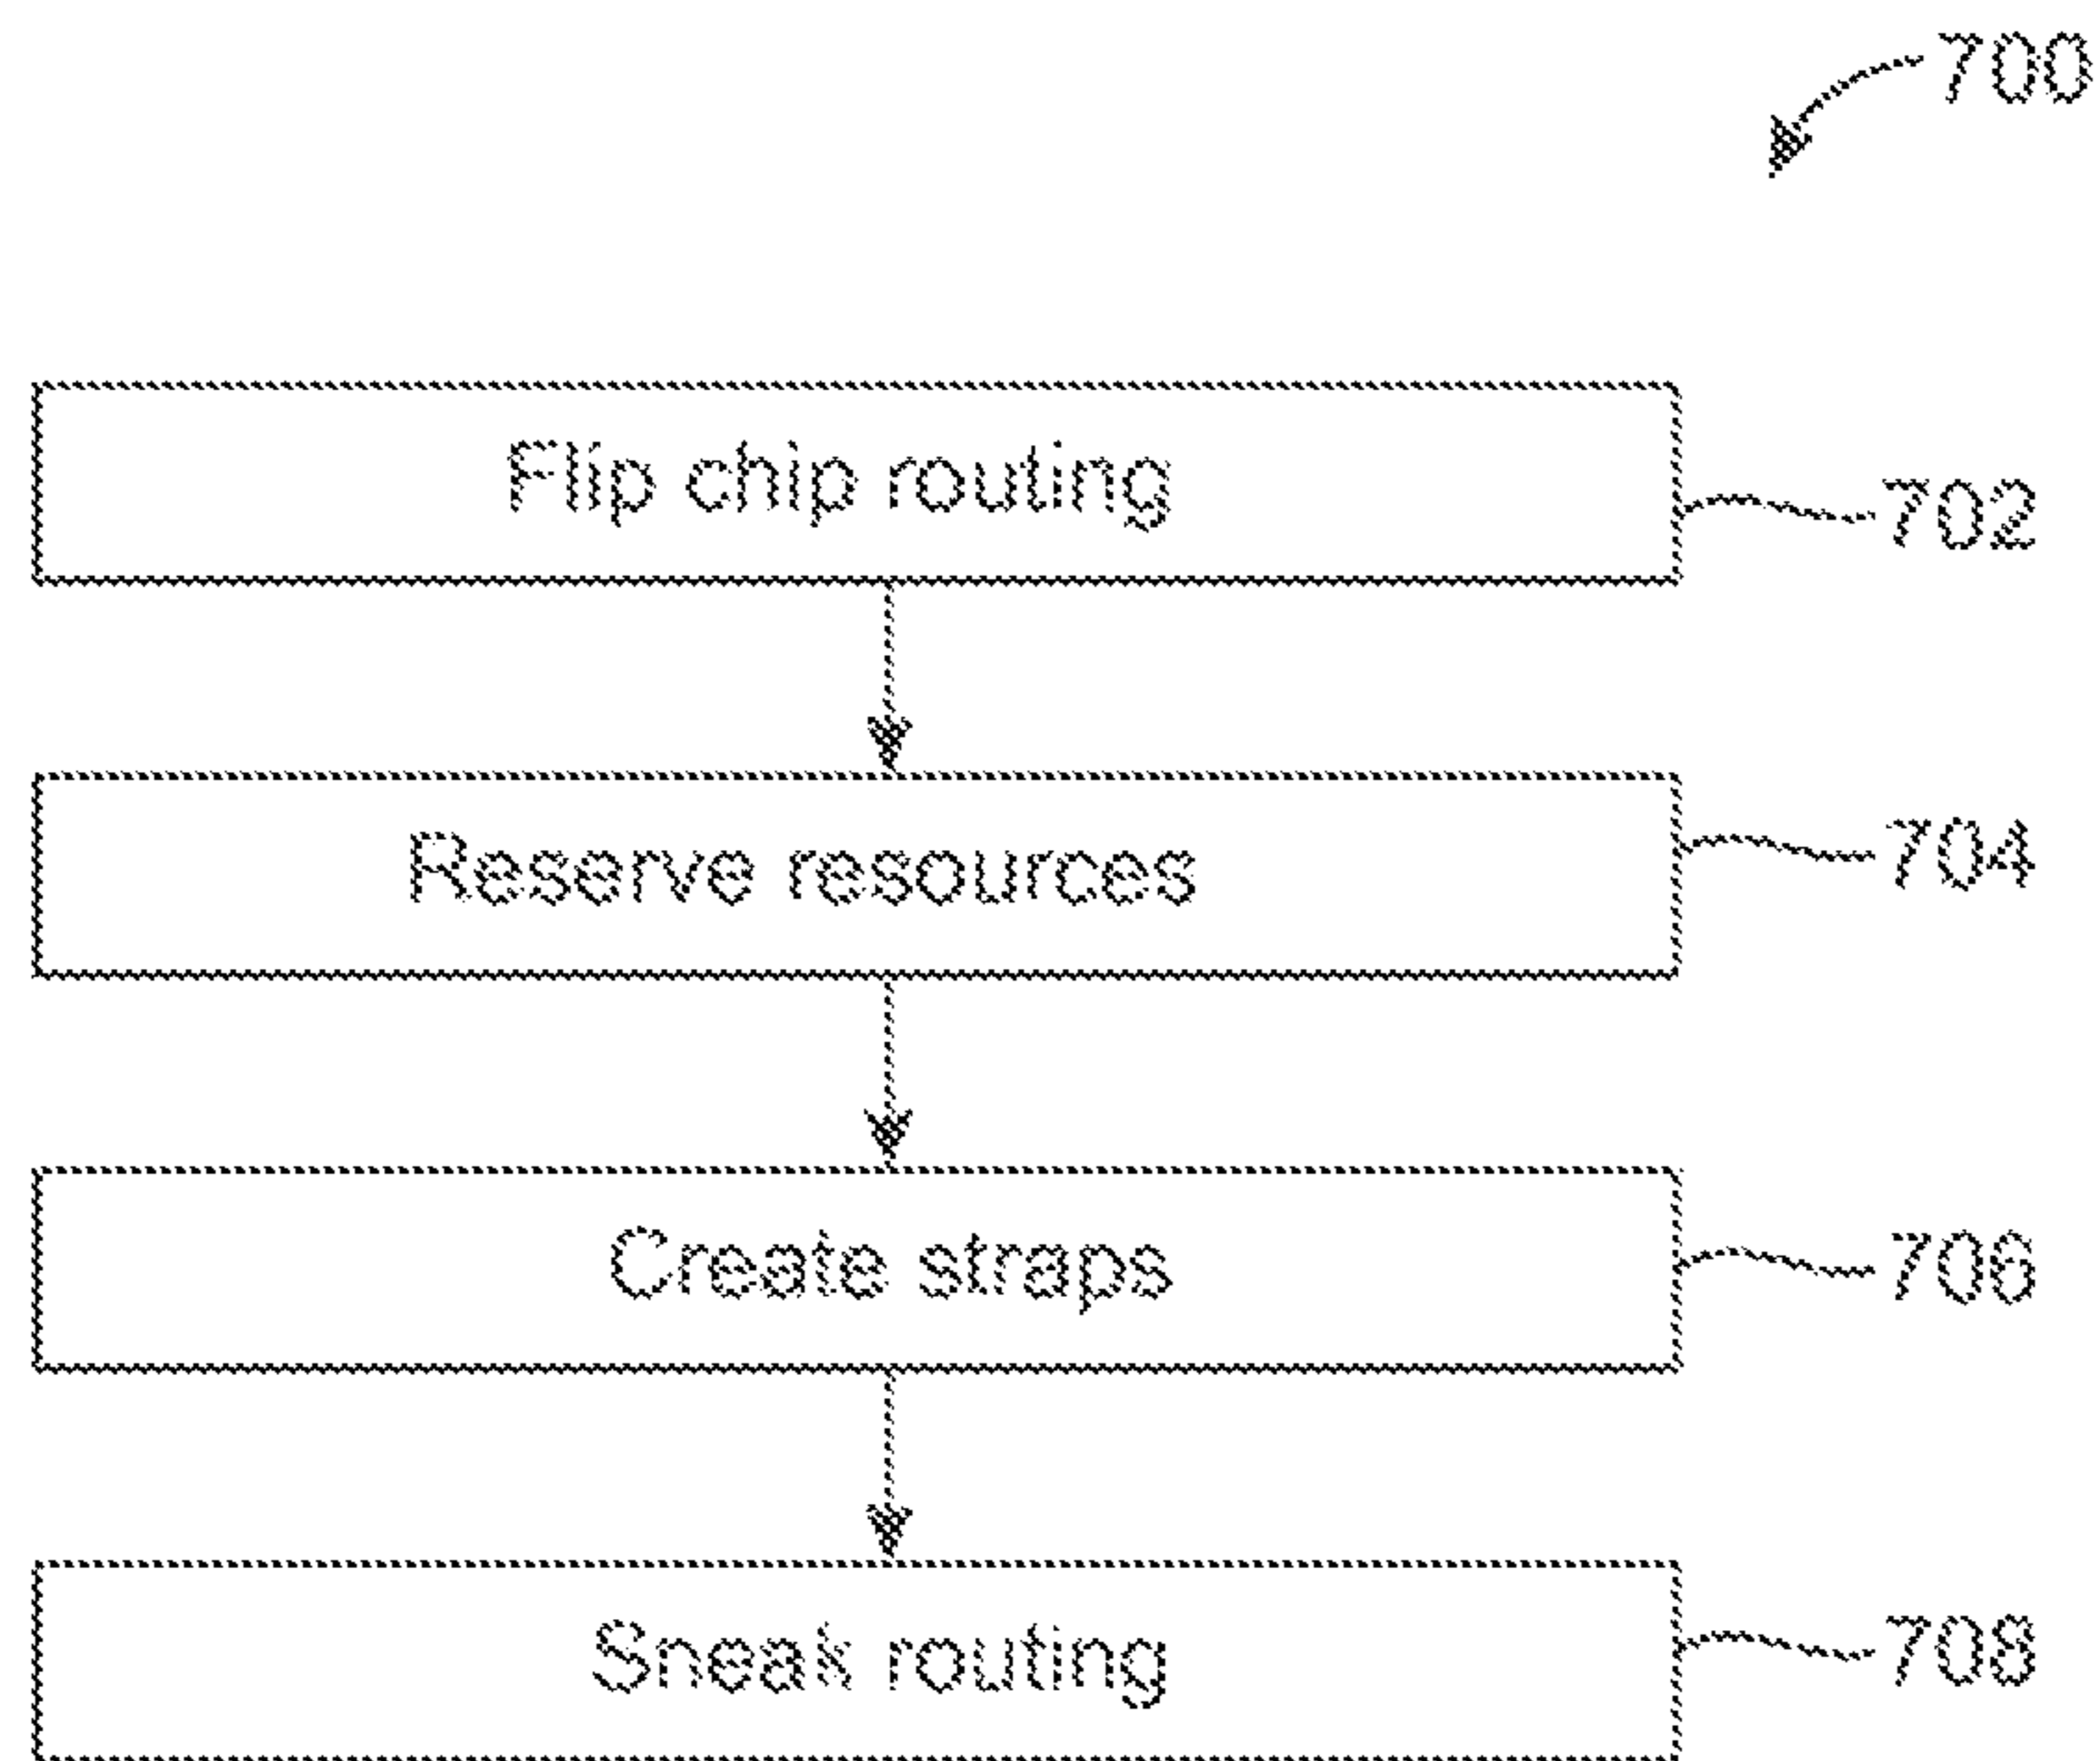 700
Flip chip routing
702
Reserve resources
704
Create straps
706
Sneak routing
708